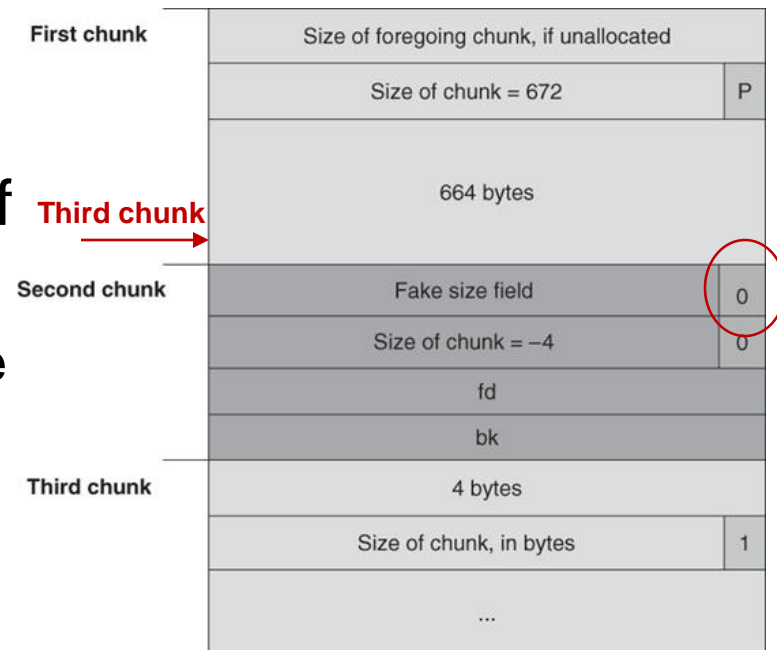 First chunk
Size of foregoing chunk, if unallocated
Size of chunk = 672
P
664 bytes
f
Third chunk
Second chunk
Fake size field
0
Size of chunk = −4
0
e
fd
bk
Third chunk
4 bytes
Size of chunk, in bytes
1
...